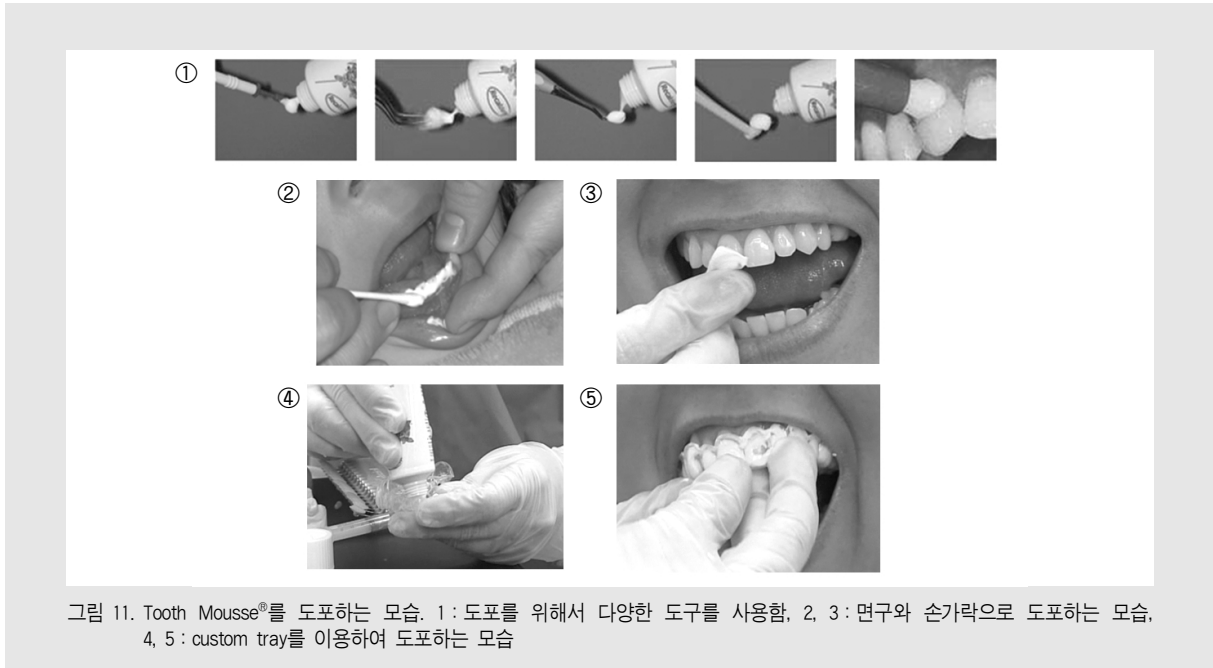 ①
②
③
④
⑤
그림 11. Tooth Mousse®를 도포하는 모습. 1 : 도포를 위해서 다양한 도구를 사용함, 2, 3 : 면구와 손가락으로 도포하는 모습,
4, 5 : custom tray를 이용하여 도포하는 모습